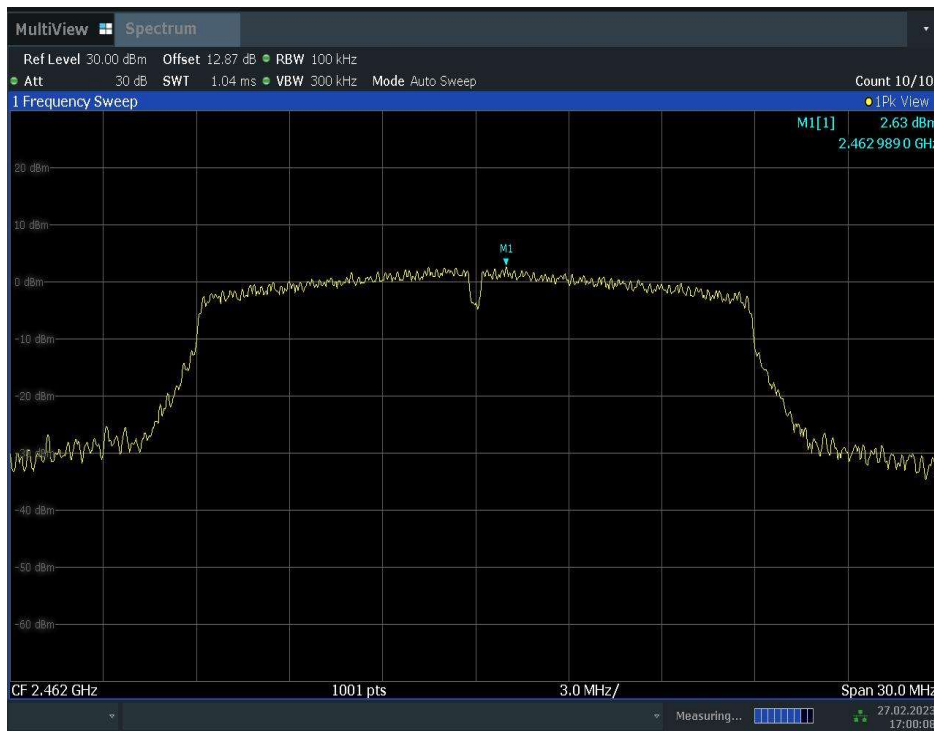 MultiView Spectrum
Ref Level 30.00 dBm Offset 12.87 dB RBW 100 kHz
Att 30 dB SWT 1.04 ms VBW 300 kHz Mode Auto Sweep Count 10/10
1 Frequency Sweep 1Pk View
M1[1] 2.63 dBm
2.4629890 GHz
20 dBm
10 dBm
M1
0 dBm
-10 dBm
-20 dBm
-40 dBm
-50 dBm
-60 dBm
CF 2.462 GHz 1001 pts 3.0 MHz/ Span 30.0 MHz
Measuring... 27.02.2023
17:00:08